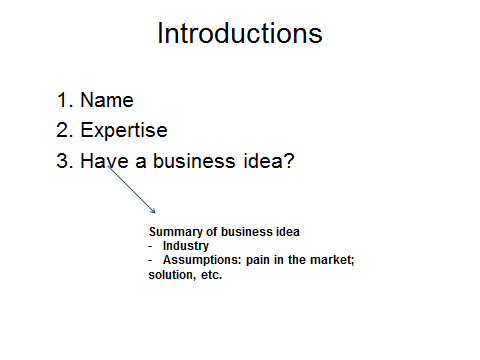 Introductions
1. Name
2. Expertise
3. Have a business idea?
Summary of business idea
- Industry
- Assumptions: pain in the market;
solution, etc.